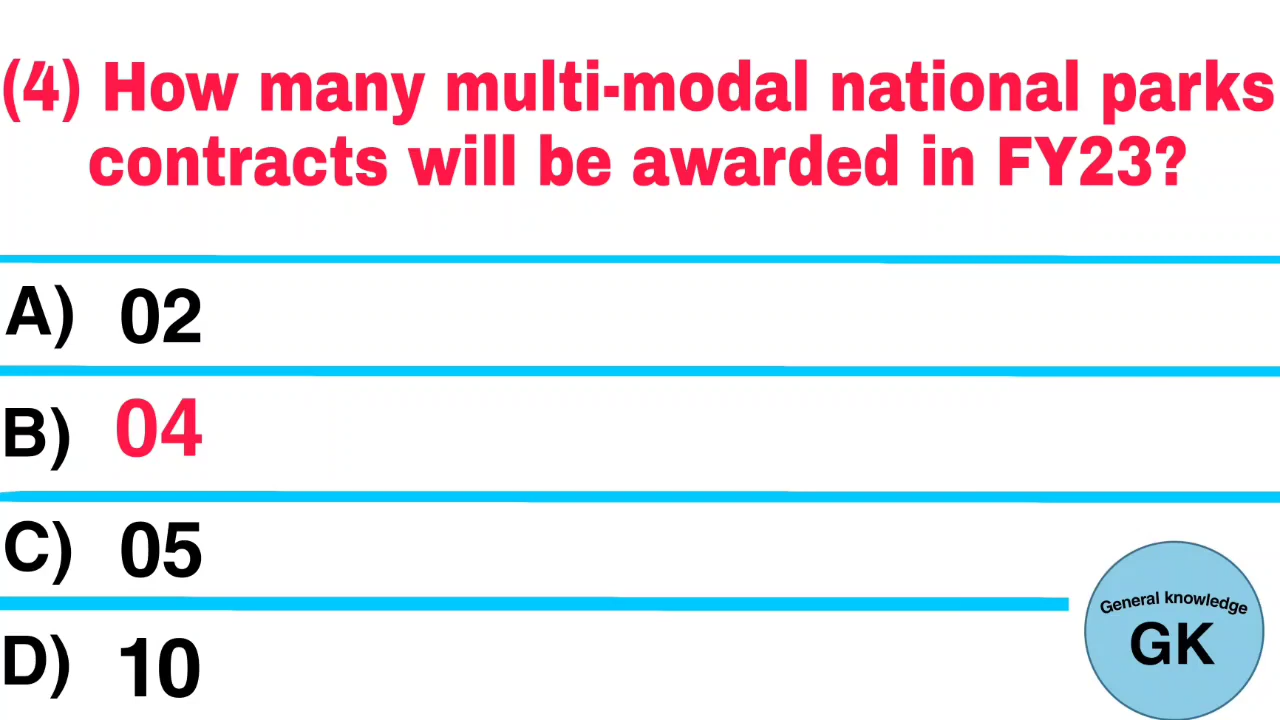 (4) How many multi-modal national parks
contracts will be awarded in FY23?
A) 02
B) 04
C) 05
D) 10
General knowledge
GK